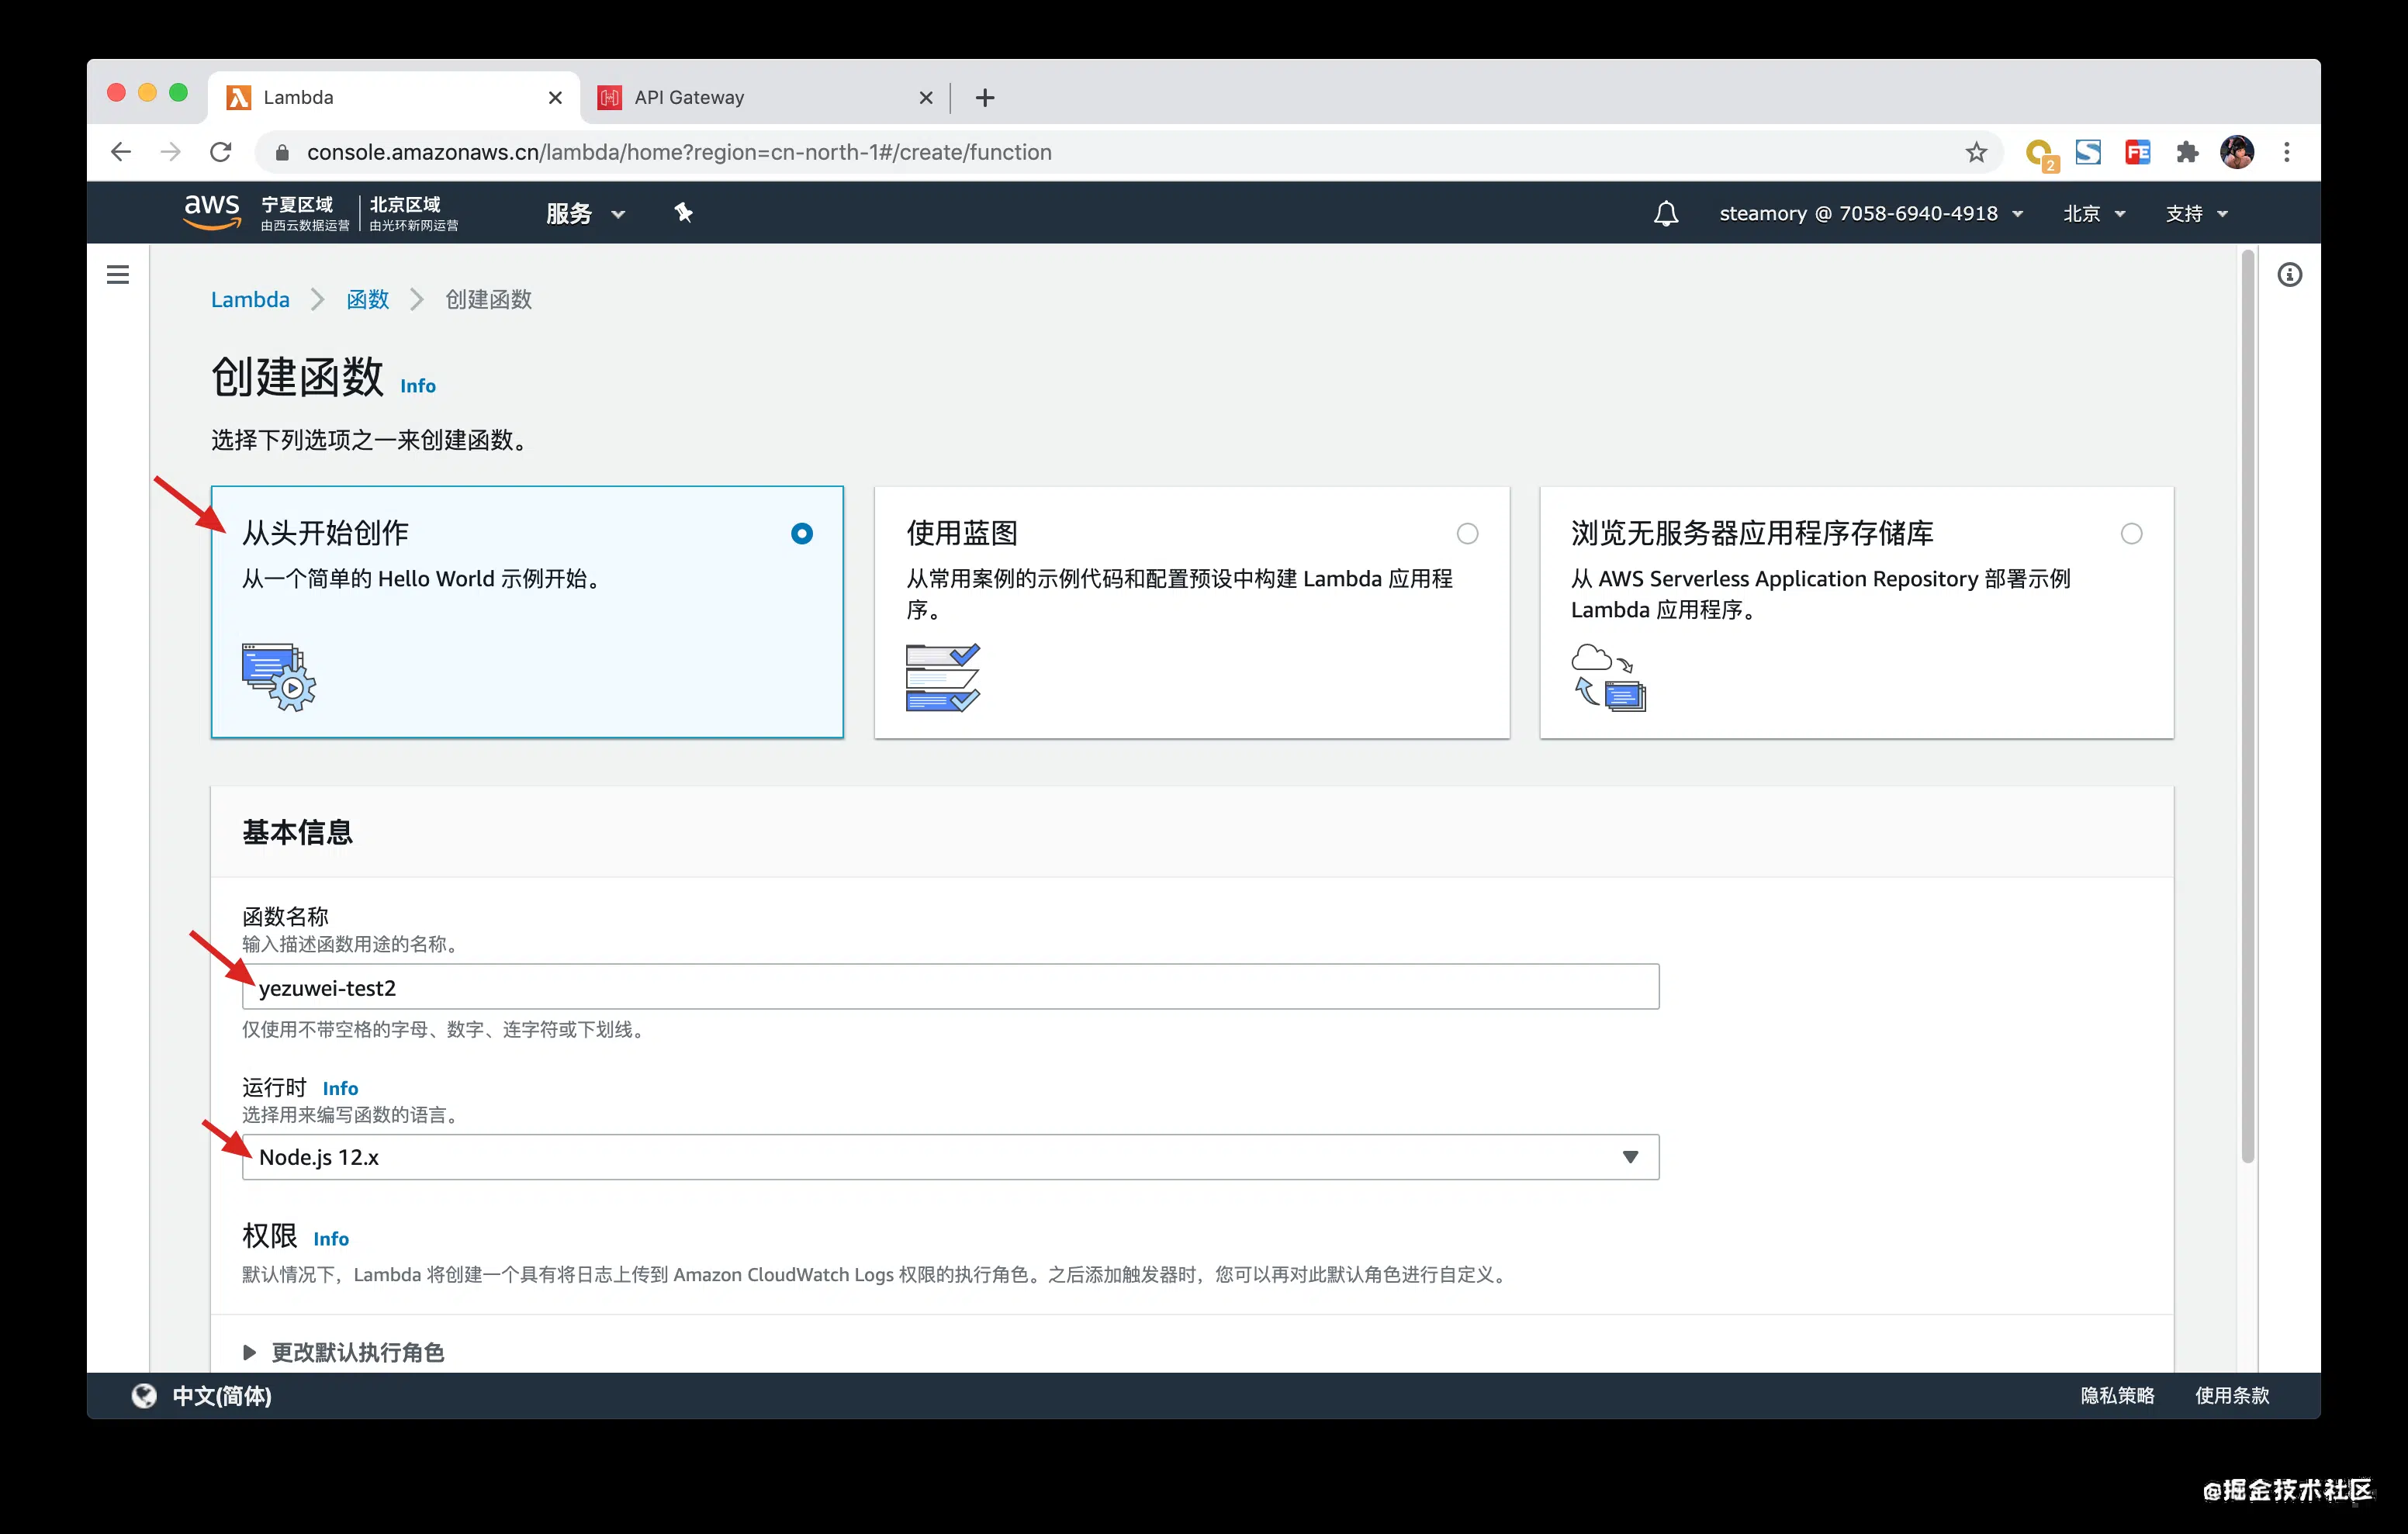 Lambda
API Gateway
console.amazonaws.cn/lambda/home?region=cn-north-1#/create/function
2
FE
aws
宁夏区域
由西云数据运营
北京区域
由光环新网运营
服务
steamory @ 7058-6940-4918
北京
支持
Lambda
函数
创建函数
创建函数 Info
选择下列选项之一来创建函数。
从头开始创作
从一个简单的 Hello World 示例开始。
使用蓝图
从常用案例的示例代码和配置预设中构建 Lambda 应用程
序。
浏览无服务器应用程序存储库
从 AWS Serverless Application Repository 部署示例
Lambda 应用程序。
基本信息
函数名称
输入描述函数用途的名称。
yezuwei-test2
仅使用不带空格的字母、数字、连字符或下划线。
运行时 Info
选择用来编写函数的语言。
Node.js 12.x
权限 Info
默认情况下，Lambda 将创建一个具有将日志上传到 Amazon CloudWatch Logs 权限的执行角色。之后添加触发器时，您可以再对此默认角色进行自定义。
更改默认执行角色
中文(简体)
隐私策略
使用条款
@掘金技术社区